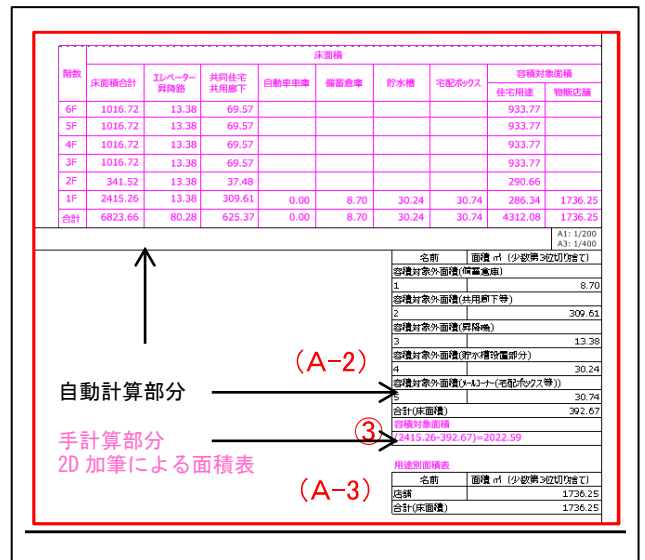 床面積
階数 床面積合計 エレベーター昇降路 共同住宅共用廊下 自動車車庫 備蓄倉庫 貯水槽 宅配ボックス 容積対象面積
住宅用途 物販店舗
6F 1016.72 13.38 69.57 933.77
5F 1016.72 13.38 69.57 933.77
4F 1016.72 13.38 69.57 933.77
3F 1016.72 13.38 69.57 933.77
2F 341.52 13.38 37.48 290.66
1F 2415.26 13.38 309.61 0.00 8.70 30.24 30.74 286.34 1736.25
合計 6823.66 80.28 625.37 0.00 8.70 30.24 30.74 4312.08 1736.25
A1: 1/200
A3: 1/400
名前 面積 ㎡ (少数第3位切り捨て)
容積対象外面積(備蓄倉庫)
1 8.70
容積対象外面積(共用廊下等)
2 309.61
容積対象外面積(昇降機)
3 13.38
容積対象外面積(貯水槽設置部分)
4 30.24
容積対象外面積(メールコーナー(宅配ボックス等))
5 30.74
合計(床面積) 392.67
容積対象面積
(2415.26-392.67)=2022.59
用途別面積表
名前 面積 ㎡ (少数第3位切り捨て)
店舗 1736.25
合計(床面積) 1736.25
(A-2)
自動計算部分
③
手計算部分
2D 加筆による面積表
(A-3)